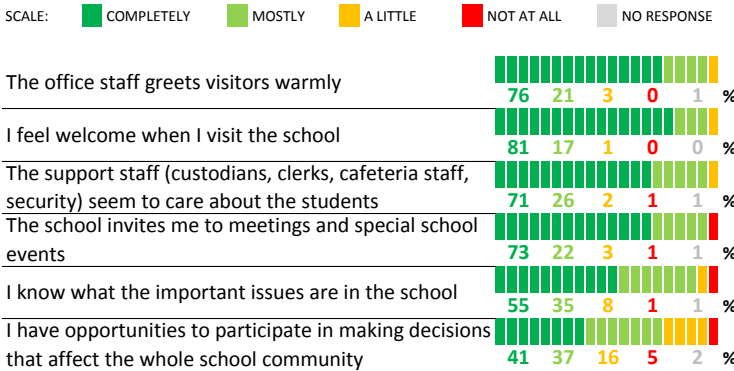 SCALE: COMPLETELY MOSTLY A LITTLE NOT AT ALL NO RESPONSE
The office staff greets visitors warmly
76 21 3 0 1 %
I feel welcome when I visit the school
81 17 1 0 0 %
The support staff (custodians, clerks, cafeteria staff,
security) seem to care about the students
71 26 2 1 1 %
The school invites me to meetings and special school
events
73 22 3 1 1 %
I know what the important issues are in the school
55 35 8 1 1 %
I have opportunities to participate in making decisions
that affect the whole school community
41 37 16 5 2 %